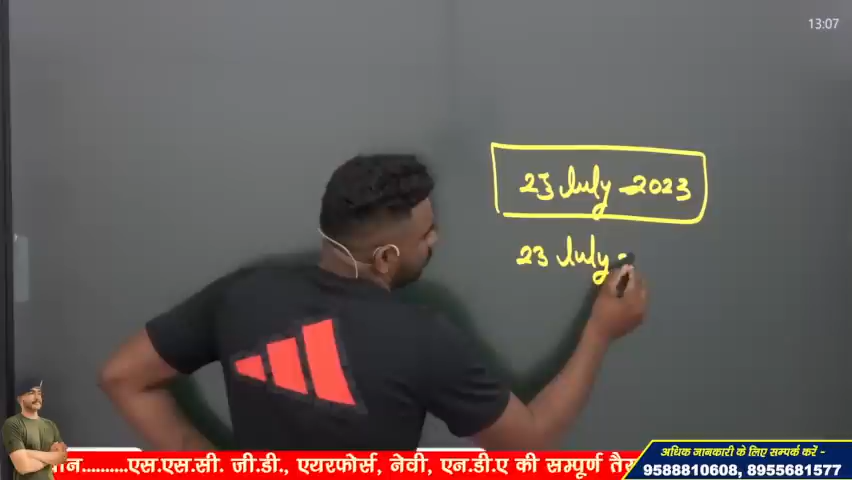 13:07
23 July 2023
23 July -
अधिक जानकारी के लिए सम्पर्क करें -
एस.एस.सी. जी.डी., एयरफोर्स, नेवी, एन.डी.ए की सम्पूर्ण
9588810608, 8955681577